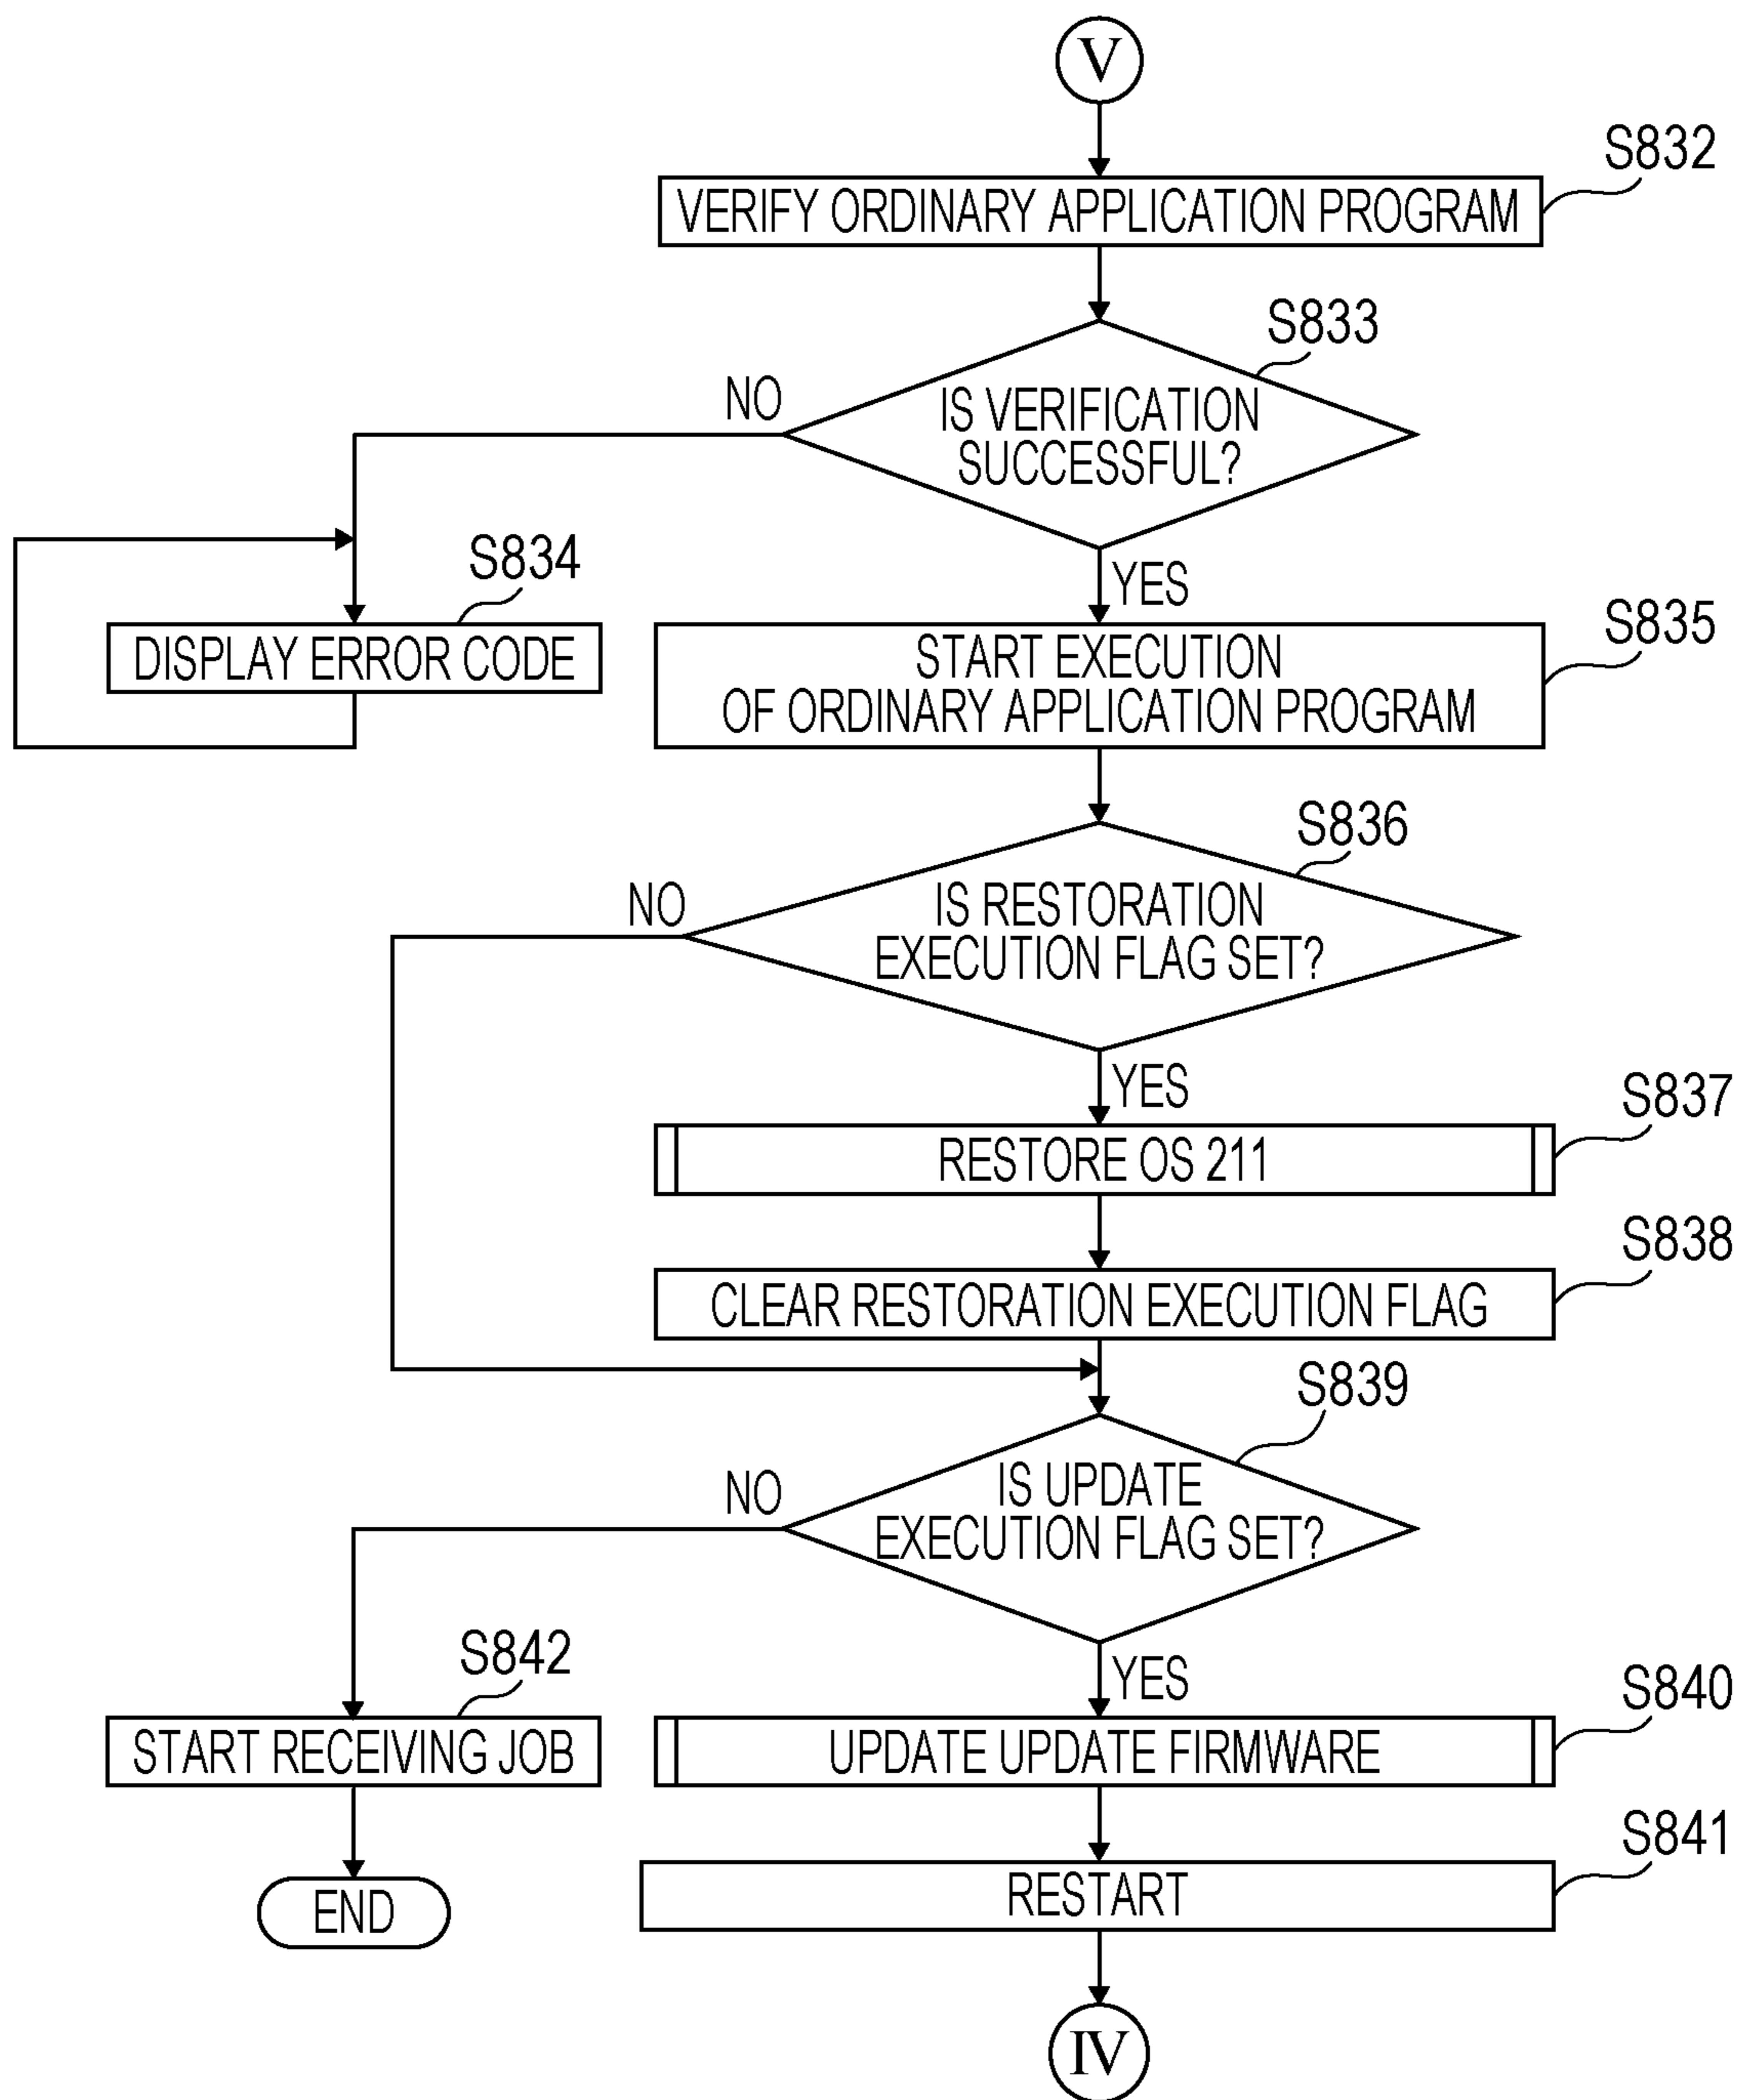 V
S832
VERIFY ORDINARY APPLICATION PROGRAM
S833
NO
IS VERIFICATION
SUCCESSFUL?
YES
S834
DISPLAY ERROR CODE
S835
START EXECUTION
OF ORDINARY APPLICATION PROGRAM
S836
NO
IS RESTORATION
EXECUTION FLAG SET?
YES
S837
RESTORE OS 211
S838
CLEAR RESTORATION EXECUTION FLAG
S839
NO
IS UPDATE
EXECUTION FLAG SET?
YES
S842
START RECEIVING JOB
S840
UPDATE UPDATE FIRMWARE
S841
RESTART
END
IV